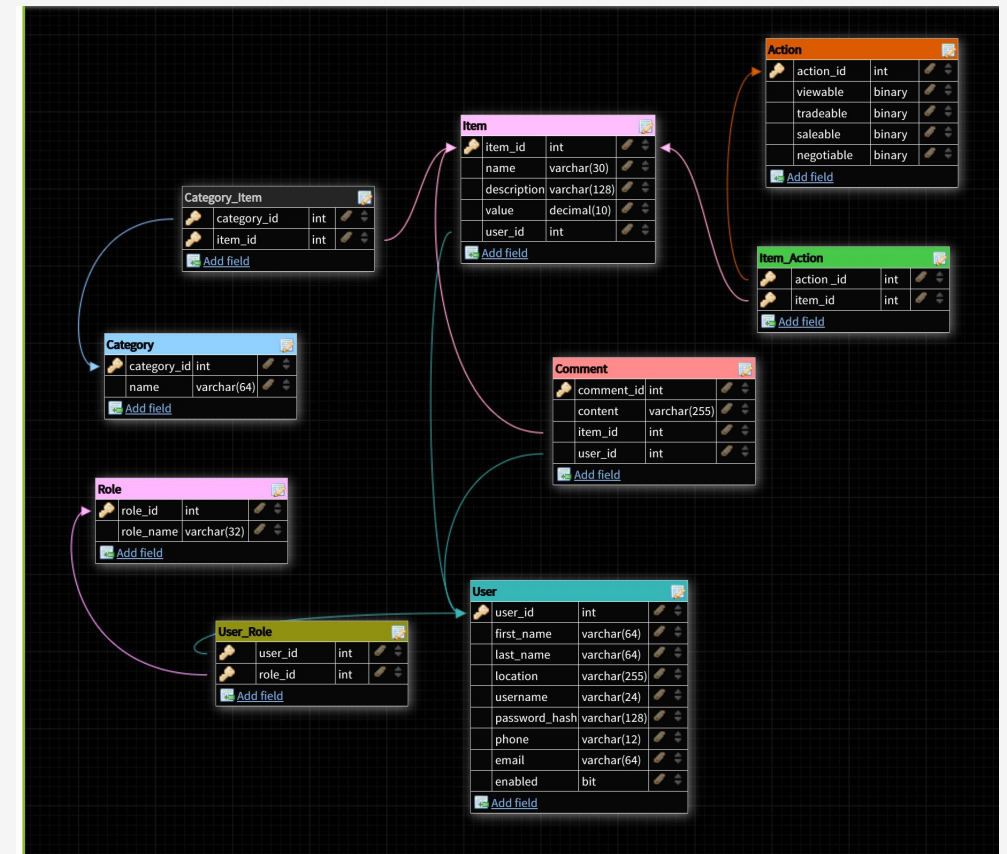 Action
action_id int
viewable binary
tradeable binary
saleable binary
negotiable binary
Add field
Item
item_id int
name varchar(30)
description varchar(128)
value decimal(10)
user_id int
Add field
Category_Item
category_id int
item_id int
Add field
Item_Action
action _id int
item_id int
Add field
Category
category_id int
name varchar(64)
Add field
Comment
comment_id int
content varchar(255)
item_id int
user_id int
Add field
Role
role_id int
role_name varchar(32)
Add field
User
user_id int
first_name varchar(64)
last_name varchar(64)
location varchar(255)
username varchar(24)
password_hash varchar(128)
phone varchar(12)
email varchar(64)
enabled bit
Add field
User_Role
user_id int
role_id int
Add field